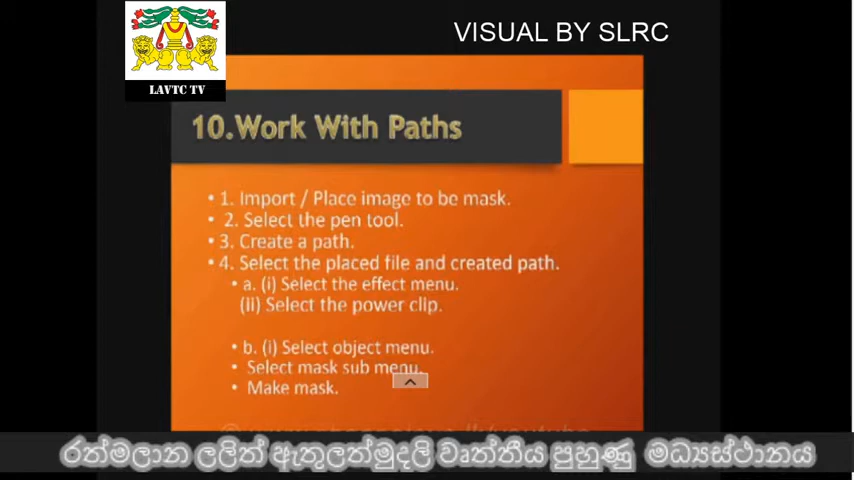 VISUAL BY SLRC
LAVTC TV
10.Work With Paths
• 1. Import / Place image to be mask.
• 2. Select the pen tool.
• 3. Create a path.
• 4. Select the placed file and created path.
• a. (i) Select the effect menu.
(ii) Select the power clip.
• b. (i) Select object menu.
• Select mask sub menu.
• Make mask.
රත්මලාන ලලිත් ඇතුලත්මුදලි වෘත්තීය පුහුණු මධ්‍යස්ථානය